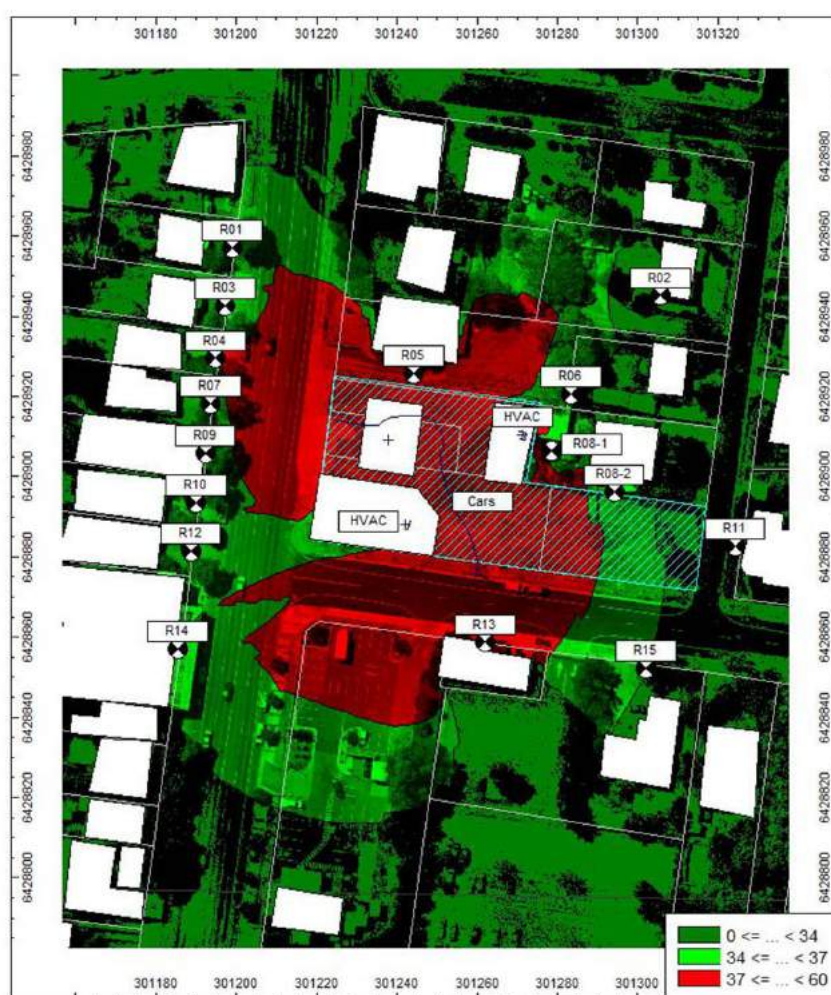 301180 301200 301220 301240 301260 301280 301300 301320
6428980 6428980
R01
6428960 6428960
R02
R03
6428940 6428940
R04
R05
R06
6428920 6428920
R07
HVAC
R08-1
R09
6428900 6428900
R08-2
R10
Cars
HVAC
R11
R12
6428880 6428880
R13
R14
6428860 6428860
R15
6428840 6428840
6428820 6428820
6428800 6428800
0 <= ... < 34
34 <= ... < 37
37 <= ... < 60
301180 301200 301220 301240 301260 301280 301300